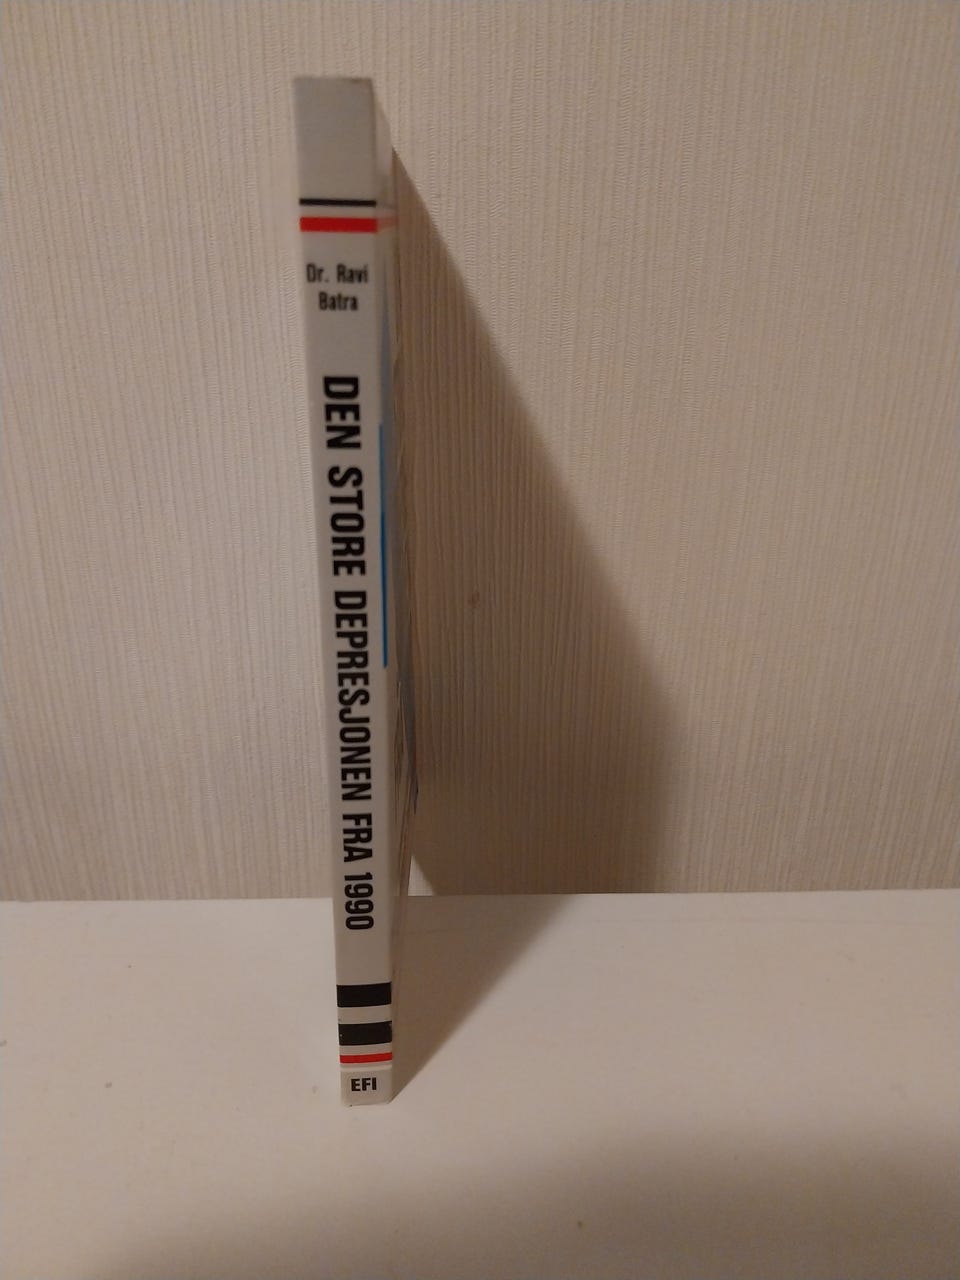 Dr. Ravi
Batra
DEN STORE DEPRESJONEN FRA 1990
EFI